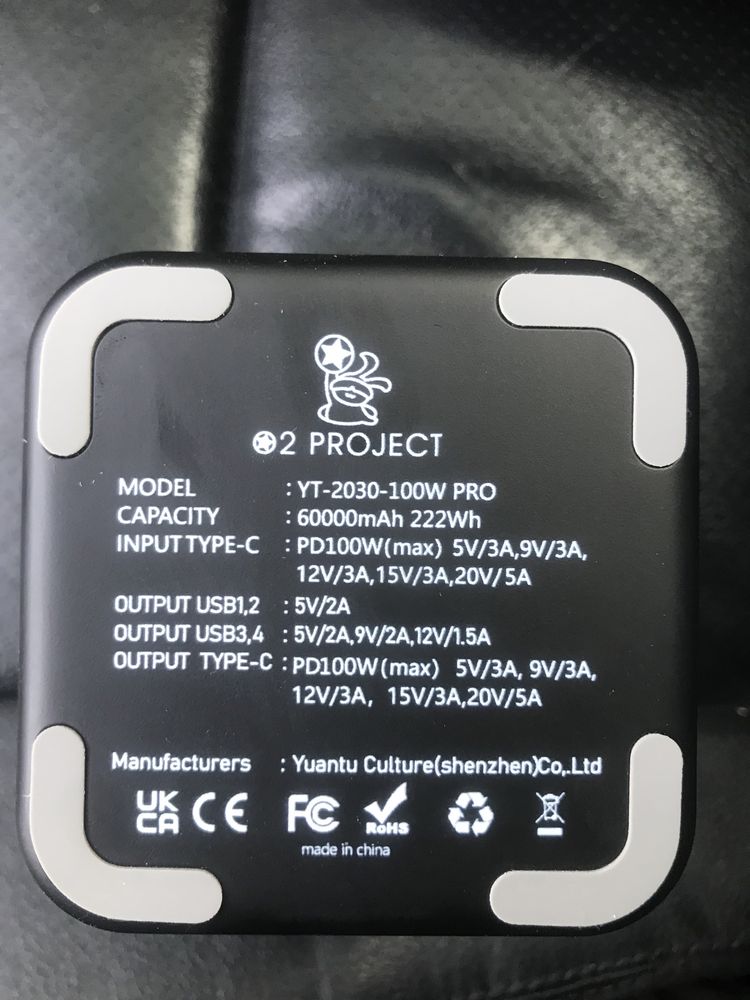 ✪2 PROJECT
MODEL : YT-2030-100W PRO
CAPACITY : 60000mAh 222Wh
INPUT TYPE-C : PD100W(max) 5V/3A,9V/3A,
12V/3A,15V/3A,20V/5A
OUTPUT USB1,2 : 5V/2A
OUTPUT USB3,4 : 5V/2A,9V/2A,12V/1.5A
OUTPUT TYPE-C : PD100W(max) 5V/3A, 9V/3A,
12V/3A, 15V/3A,20V/5A
Manufacturers : Yuantu Culture(shenzhen)Co,.Ltd
UK
CA CE FC RoHS
made in china